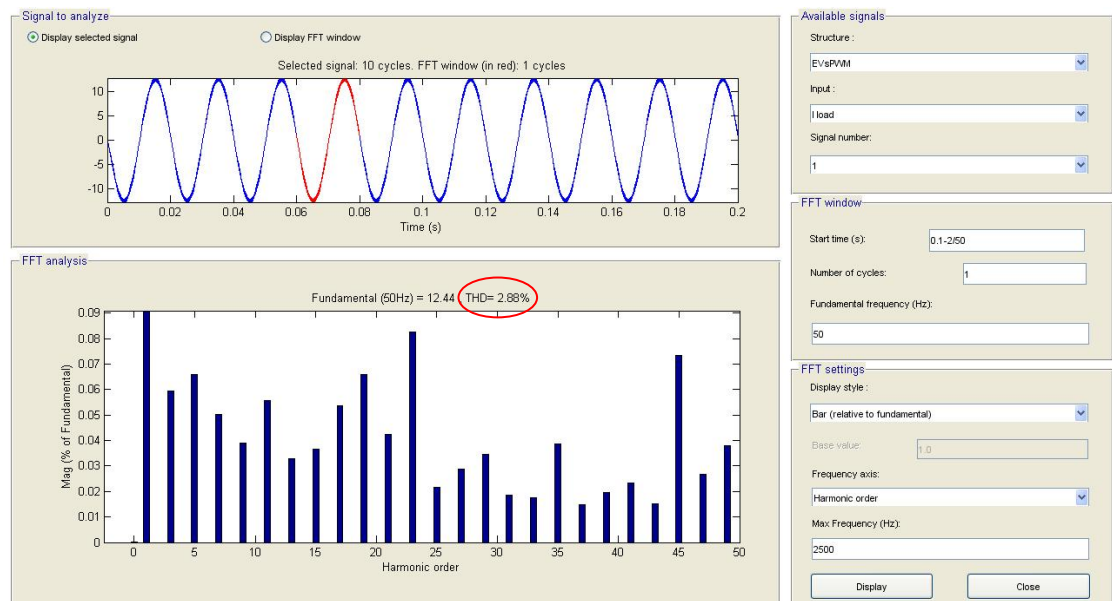 Signal to analyze
Display selected signal
Display FFT window
Selected signal: 10 cycles. FFT window (in red): 1 cycles
10
5
0
-5
-10
0 0.02 0.04 0.06 0.08 0.1 0.12 0.14 0.16 0.18 0.2
Time (s)
FFT analysis
Fundamental (50Hz) = 12.44 THD= 2.88%
0.09
0.08
0.07
0.06
0.05
0.04
0.03
0.02
0.01
0
Mag (% of Fundamental)
0 5 10 15 20 25 30 35 40 45 50
Harmonic order
Available signals
Structure :
EVsPWM
Input :
I load
Signal number:
1
FFT window
Start time (s): 0.1-2/50
Number of cycles: 1
Fundamental frequency (Hz):
50
FFT settings
Display style :
Bar (relative to fundamental)
Base value: 1.0
Frequency axis:
Harmonic order
Max Frequency (Hz):
2500
Display Close